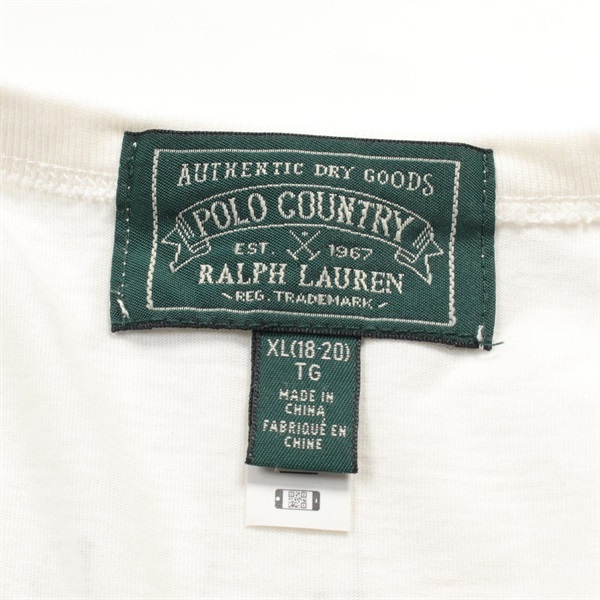 AUTHENTIC DRY GOODS
POLO COUNTRY
EST. 1967
RALPH LAUREN
REG. TRADEMARK
XL(18-20)
TG
MADE IN
CHINA
FABRIQUÉ EN
CHINE